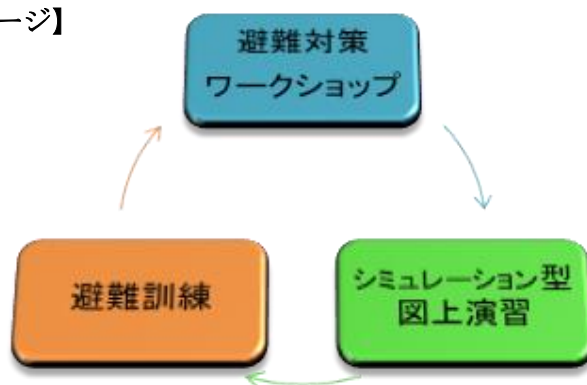 ージ】
避難対策
ワークショップ
避難訓練
シミュレーション型
図上演習